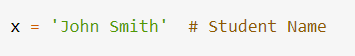 x = 'John Smith'  # Student Name